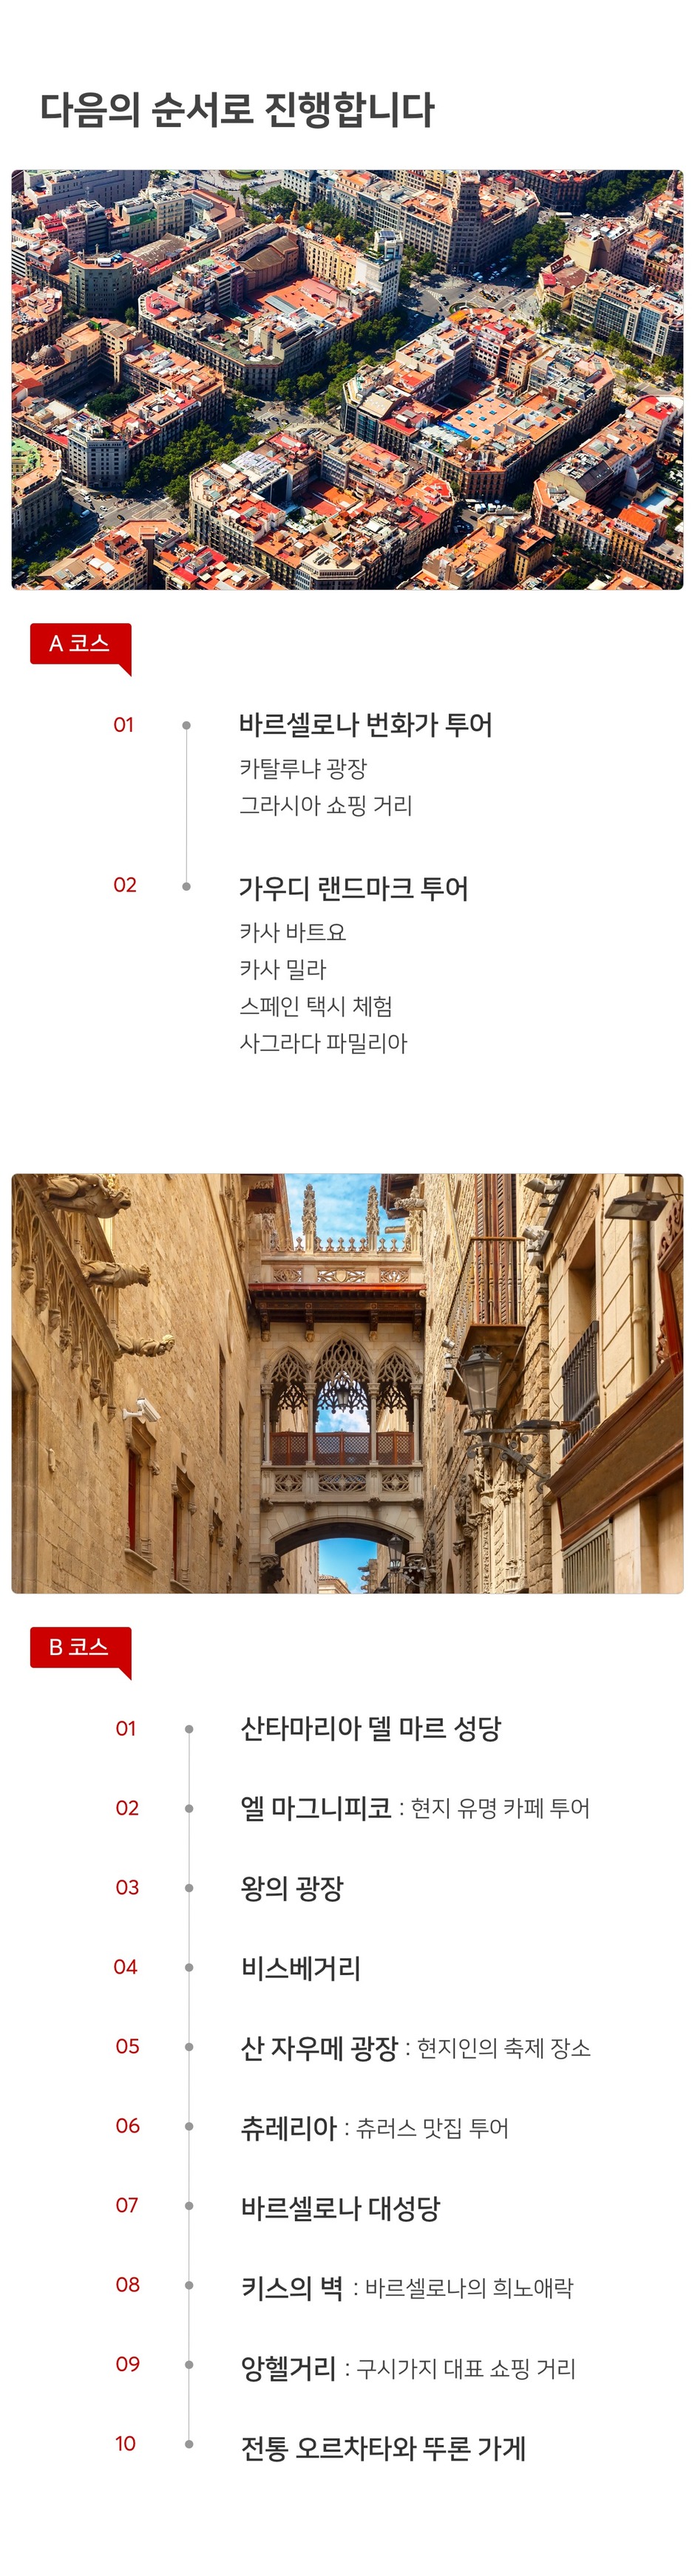 다음의 순서로 진행합니다
A 코스
01
바르셀로나 번화가 투어
카탈루냐 광장
그라시아 쇼핑 거리
02
가우디 랜드마크 투어
카사 바트요
카사 밀라
스페인 택시 체험
사그라다 파밀리아
B 코스
01 산타마리아 델 마르 성당
02 엘 마그니피코 : 현지 유명 카페 투어
03 왕의 광장
04 비스베거리
05 산 자우메 광장 : 현지인의 축제 장소
06 츄레리아 : 츄러스 맛집 투어
07 바르셀로나 대성당
08 키스의 벽 : 바르셀로나의 희노애락
09 앙헬거리 : 구시가지 대표 쇼핑 거리
10 전통 오르차타와 뚜론 가게